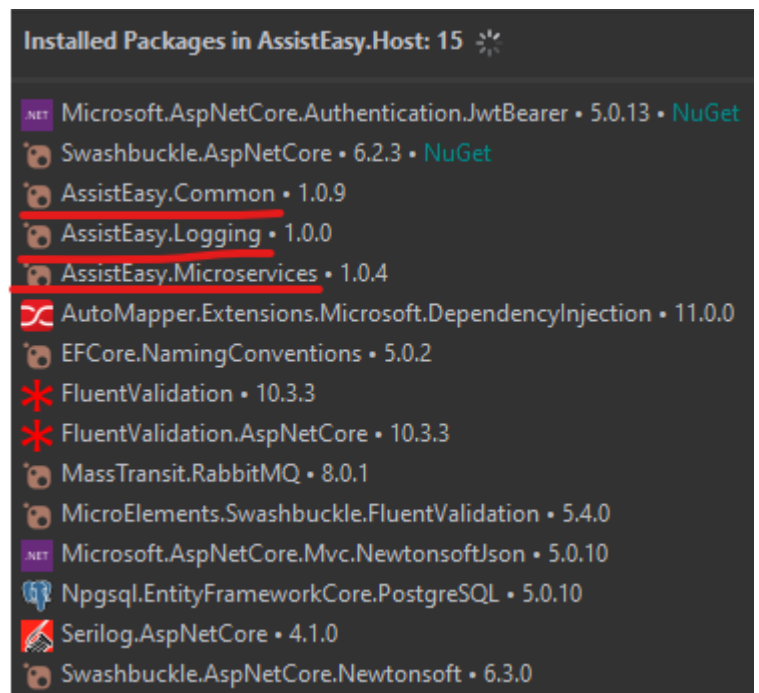 Installed Packages in AssistEasy.Host: 15
.NET Microsoft.AspNetCore.Authentication.JwtBearer • 5.0.13 • NuGet
Swashbuckle.AspNetCore • 6.2.3 • NuGet
AssistEasy.Common • 1.0.9
AssistEasy.Logging • 1.0.0
AssistEasy.Microservices • 1.0.4
AutoMapper.Extensions.Microsoft.DependencyInjection • 11.0.0
EFCore.NamingConventions • 5.0.2
FluentValidation • 10.3.3
FluentValidation.AspNetCore • 10.3.3
MassTransit.RabbitMQ • 8.0.1
MicroElements.Swashbuckle.FluentValidation • 5.4.0
.NET Microsoft.AspNetCore.Mvc.NewtonsoftJson • 5.0.10
Npgsql.EntityFrameworkCore.PostgreSQL • 5.0.10
Serilog.AspNetCore • 4.1.0
Swashbuckle.AspNetCore.Newtonsoft • 6.3.0